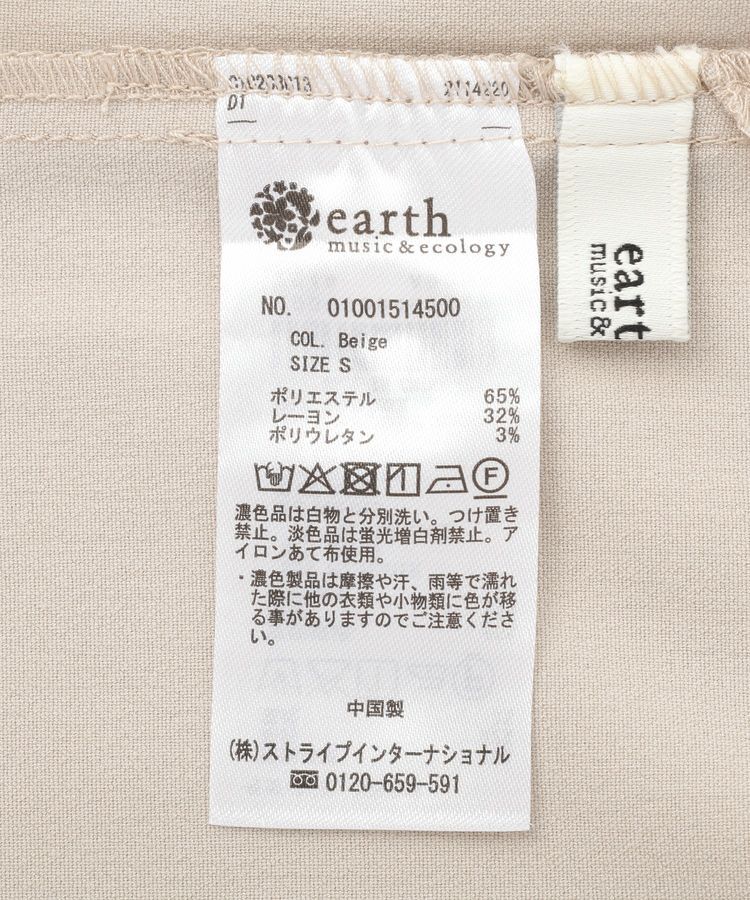 2114220
01
earth
music&ecology
NO. 01001514500
COL. Beige
SIZE S
ポリエステル 65%
レーヨン 32%
ポリウレタン 3%
F
濃色品は白物と分別洗い。つけ置き
禁止。淡色品は蛍光増白剤禁止。ア
イロンあて布使用。
・濃色製品は摩擦や汗、雨等で濡れ
た際に他の衣類や小物類に色が移
る事がありますのでご注意くださ
い。
中国製
(株)ストライプインターナショナル
0120-659-591
eart
music&